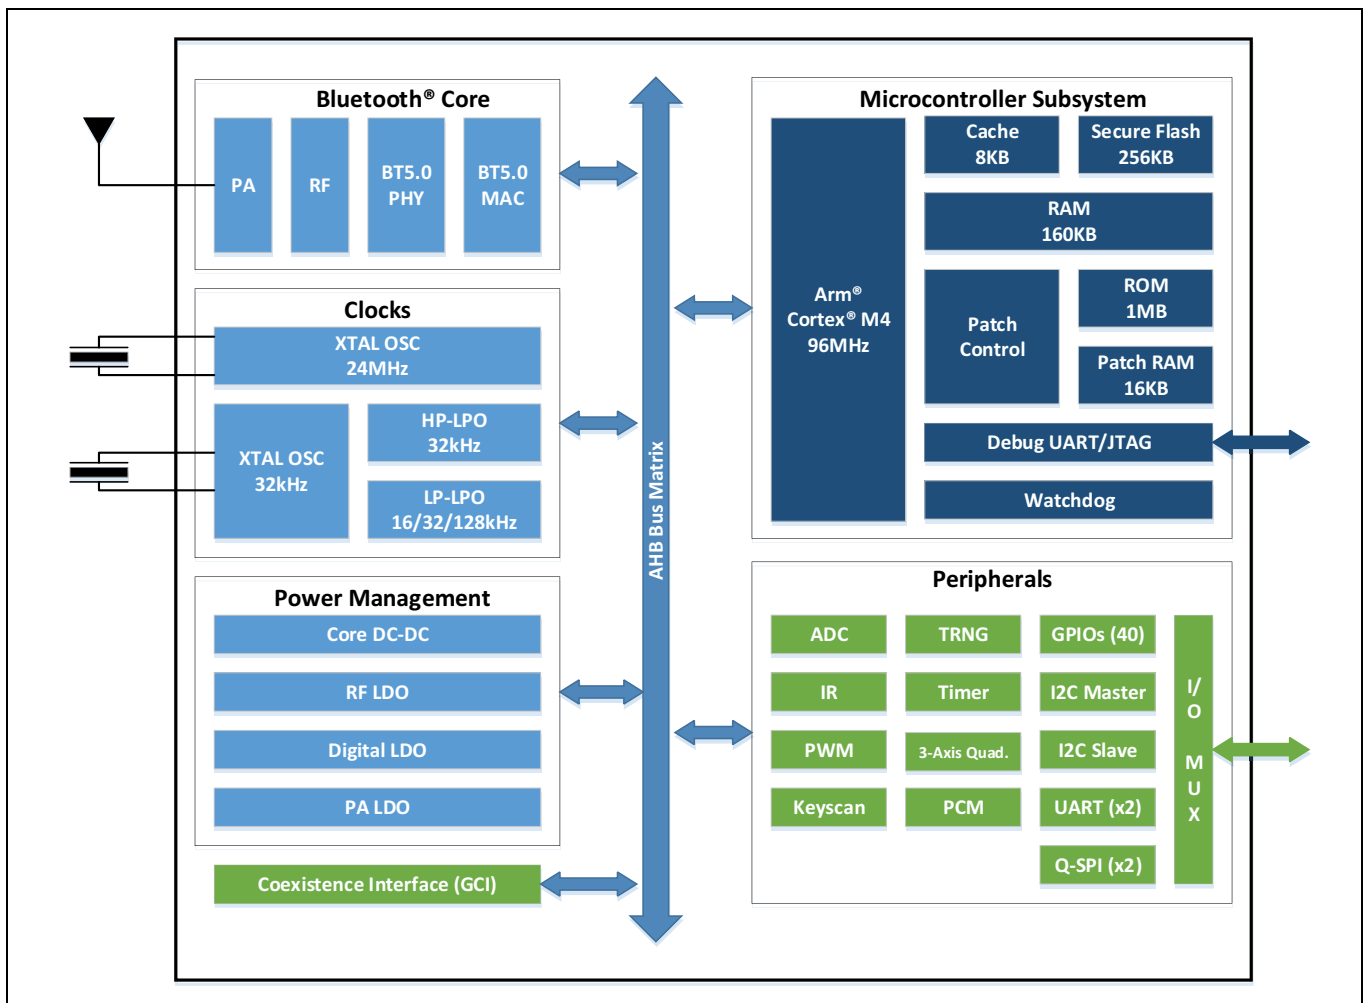 Bluetooth® Core
PA
RF
BT5.0
PHY
BT5.0
MAC
Clocks
XTAL OSC
24MHz
XTAL OSC
32kHz
HP-LPO
32kHz
LP-LPO
16/32/128kHz
Power Management
Core DC-DC
RF LDO
Digital LDO
PA LDO
Coexistence Interface (GCI)
AHB Bus Matrix
Microcontroller Subsystem
Arm®
Cortex® M4
96MHz
Cache
8KB
Secure Flash
256KB
RAM
160KB
Patch
Control
ROM
1MB
Patch RAM
16KB
Debug UART/JTAG
Watchdog
Peripherals
ADC
TRNG
GPIOs (40)
IR
Timer
I2C Master
PWM
3-Axis Quad.
I2C Slave
Keyscan
PCM
UART (x2)
Q-SPI (x2)
I/O MUX